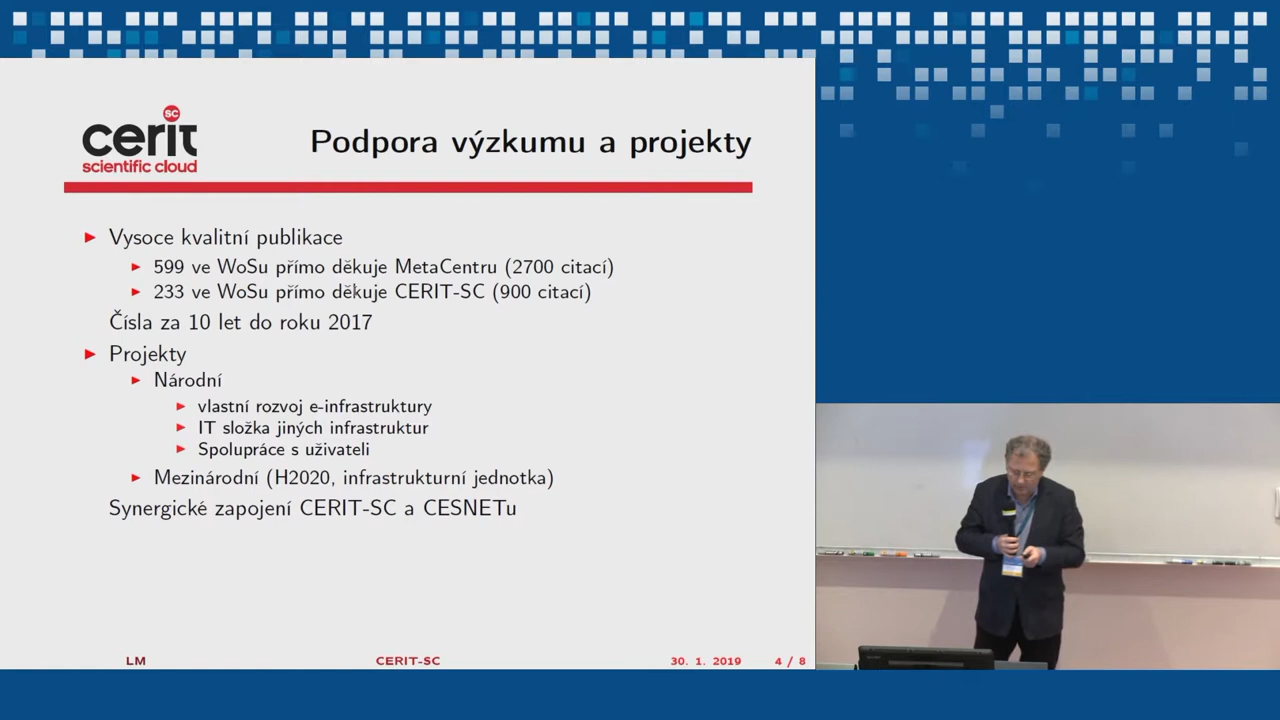 sc
cerit
scientific cloud
Podpora výzkumu a projekty
Vysoce kvalitní publikace
599 ve WoSu přímo děkuje MetaCentru (2700 citací)
233 ve WoSu přímo děkuje CERIT-SC (900 citací)
Čísla za 10 let do roku 2017
Projekty
Národní
vlastní rozvoj e-infrastruktury
IT složka jiných infrastruktur
Spolupráce s uživateli
Mezinárodní (H2020, infrastrukturní jednotka)
Synergické zapojení CERIT-SC a CESNETu
LM CERIT-SC 30. 1. 2019 4 / 8